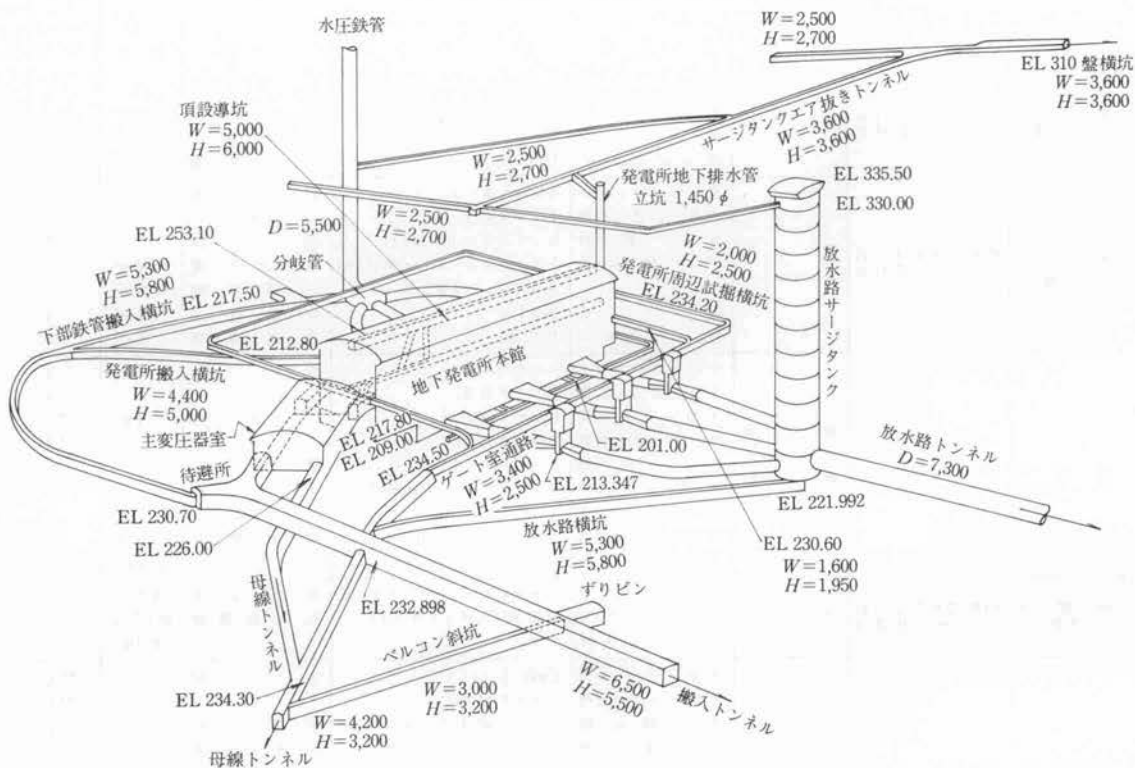 水圧鉄管
W=2,500
H=2,700
EL 310 盤横坑
W=3,600
H=3,600
頂設導坑
W=5,000
H=6,000
サージタンクエア抜きトンネル
W=3,600
H=3,600
W=2,500
H=2,700
発電所地下排水管
立坑 1,450φ
EL 335.50
EL 330.00
W=2,500
H=2,700
D=5,500
EL 253.10
分岐管
W=2,000
H=2,500
発電所周辺試掘横坑
EL 234.20
放水路サージタンク
W=5,300
H=5,800
下部鉄管搬入横坑 EL 217.50
EL 212.80
地下発電所本館
発電所搬入横坑
W=4,400
H=5,000
主変圧器室
待避所
EL 217.80
EL 209.00
EL 234.50
ゲート室通路
W=3,400
H=2,500
EL 201.00
EL 213.347
放水路トンネル
D=7,300
EL 221.992
EL 230.70
EL 226.00
放水路横坑
W=5,300
H=5,800
EL 230.60
W=1,600
H=1,950
母線トンネル
EL 232.898
ずりビン
ベルコン斜坑
EL 234.30
W=3,000
H=3,200
W=6,500
H=5,500
搬入トンネル
W=4,200
H=3,200
母線トンネル